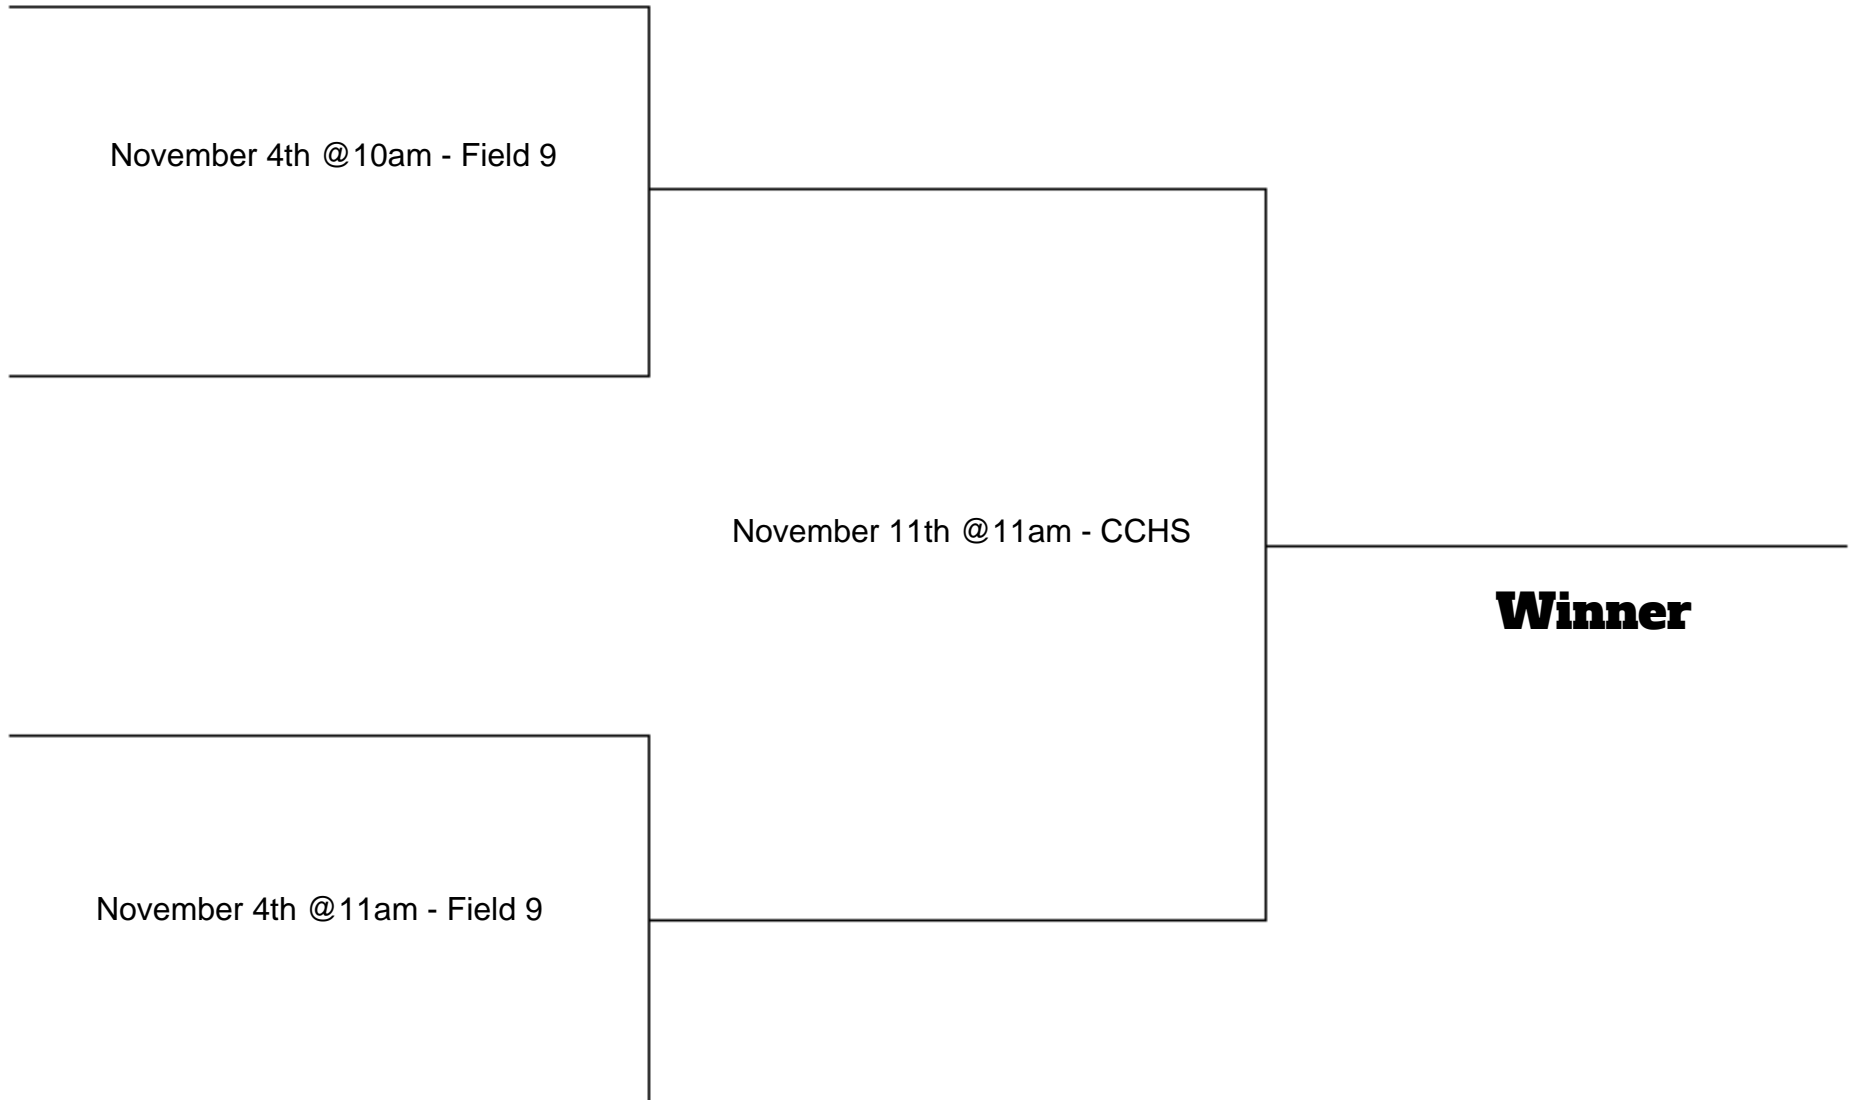 November 4th @10am - Field 9
November 11th @11am - CCHS
Winner
November 4th @11am - Field 9